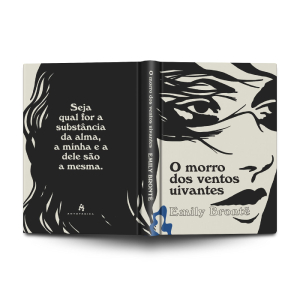 Seja
qual for a
substância
da alma,
a minha e a
dele são
a mesma.
ANTOFÁGICA
O morro dos ventos uivantes EMILY BRONTË
O morro
dos ventos
uivantes
Emily Brontë